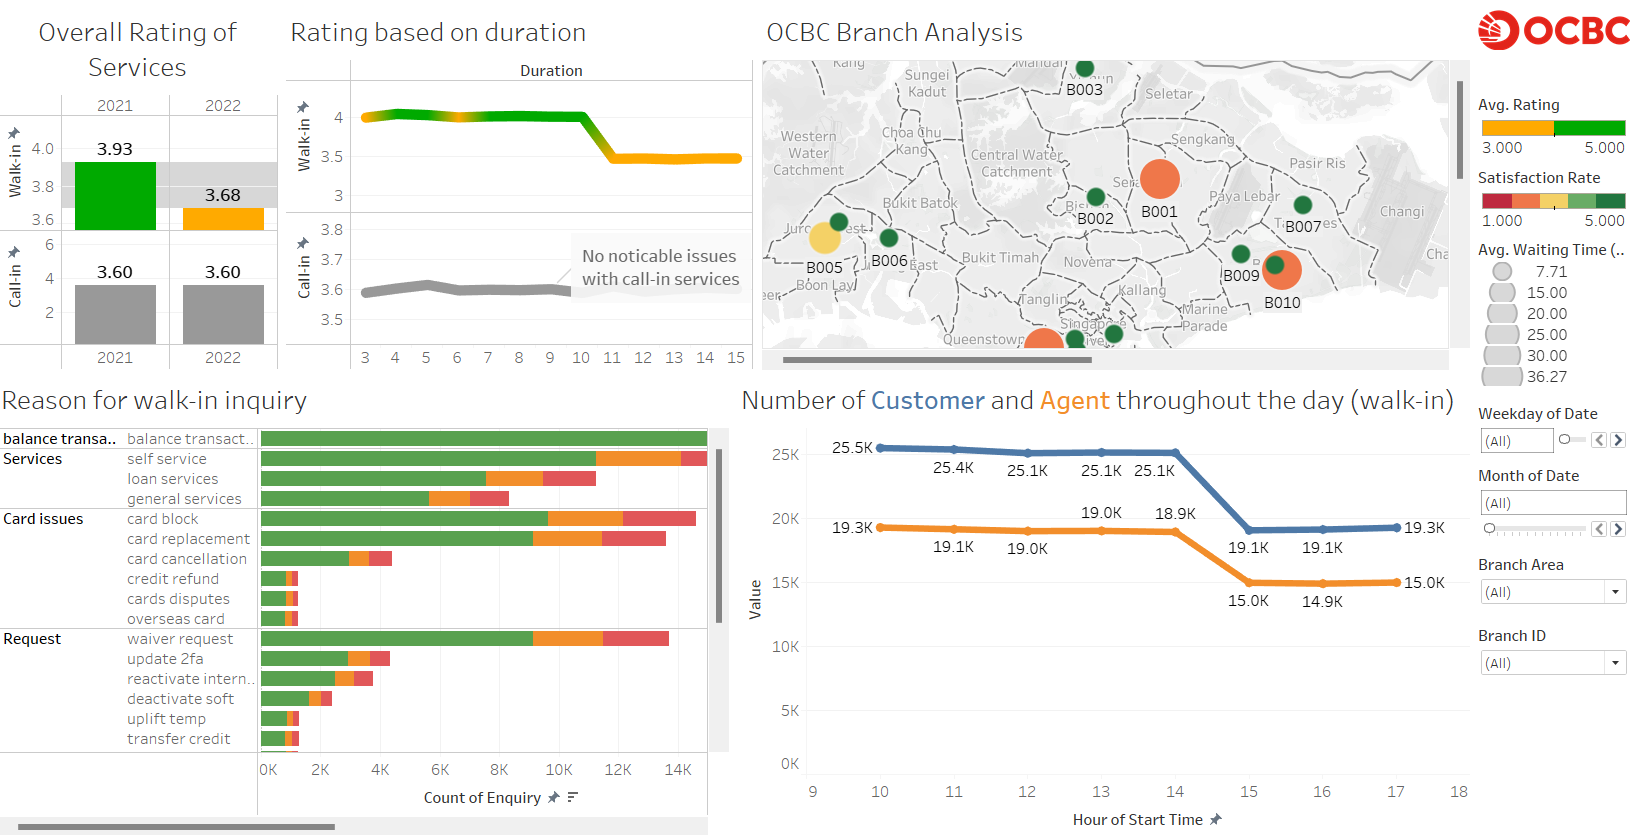 Overall Rating of
Services
2021
2022
Walk-in
4.0
3.8
3.6
3.93
3.68
Call-in
6
4
2
3.60
3.60
2021
2022
Rating based on duration
Duration
Walk-in
4
3.5
3
Call-in
3.8
3.7
3.6
3.5
No noticable issues
with call-in services
3 4 5 6 7 8 9 10 11 12 13 14 15
OCBC Branch Analysis
Kang
Sungei
Kadut
Mandai
Yishun
B003
Seletar
Western
Water
Catchment
Choa Chu
Kang
Central Water
Catchment
Sengkang
Pasir Ris
B001
B002
Paya Lebar
B007
Changi
Bukit Batok
B005
B006
East
Boon Lay
Bukit Timah
Novena
B009
B010
Tanglin
Kallang
Marine
Parade
Queenstown
Singapore
OCBC
Avg. Rating
3.000
5.000
Satisfaction Rate
1.000
5.000
Avg. Waiting Time (..
7.71
15.00
20.00
25.00
30.00
36.27
Weekday of Date
(All)
Month of Date
(All)
Branch Area
(All)
Branch ID
(All)
Reason for walk-in inquiry
balance transa..
balance transact..
Services
self service
loan services
general services
Card issues
card block
card replacement
card cancellation
credit refund
cards disputes
overseas card
Request
waiver request
update 2fa
reactivate intern..
deactivate soft
uplift temp
transfer credit
0K 2K 4K 6K 8K 10K 12K 14K
Count of Enquiry
Number of Customer and Agent throughout the day (walk-in)
Value
25K
20K
15K
10K
5K
0K
25.5K
25.4K
25.1K
25.1K
25.1K
19.1K
19.1K
19.3K
19.3K
19.1K
19.0K
19.0K
18.9K
15.0K
14.9K
15.0K
9 10 11 12 13 14 15 16 17 18
Hour of Start Time